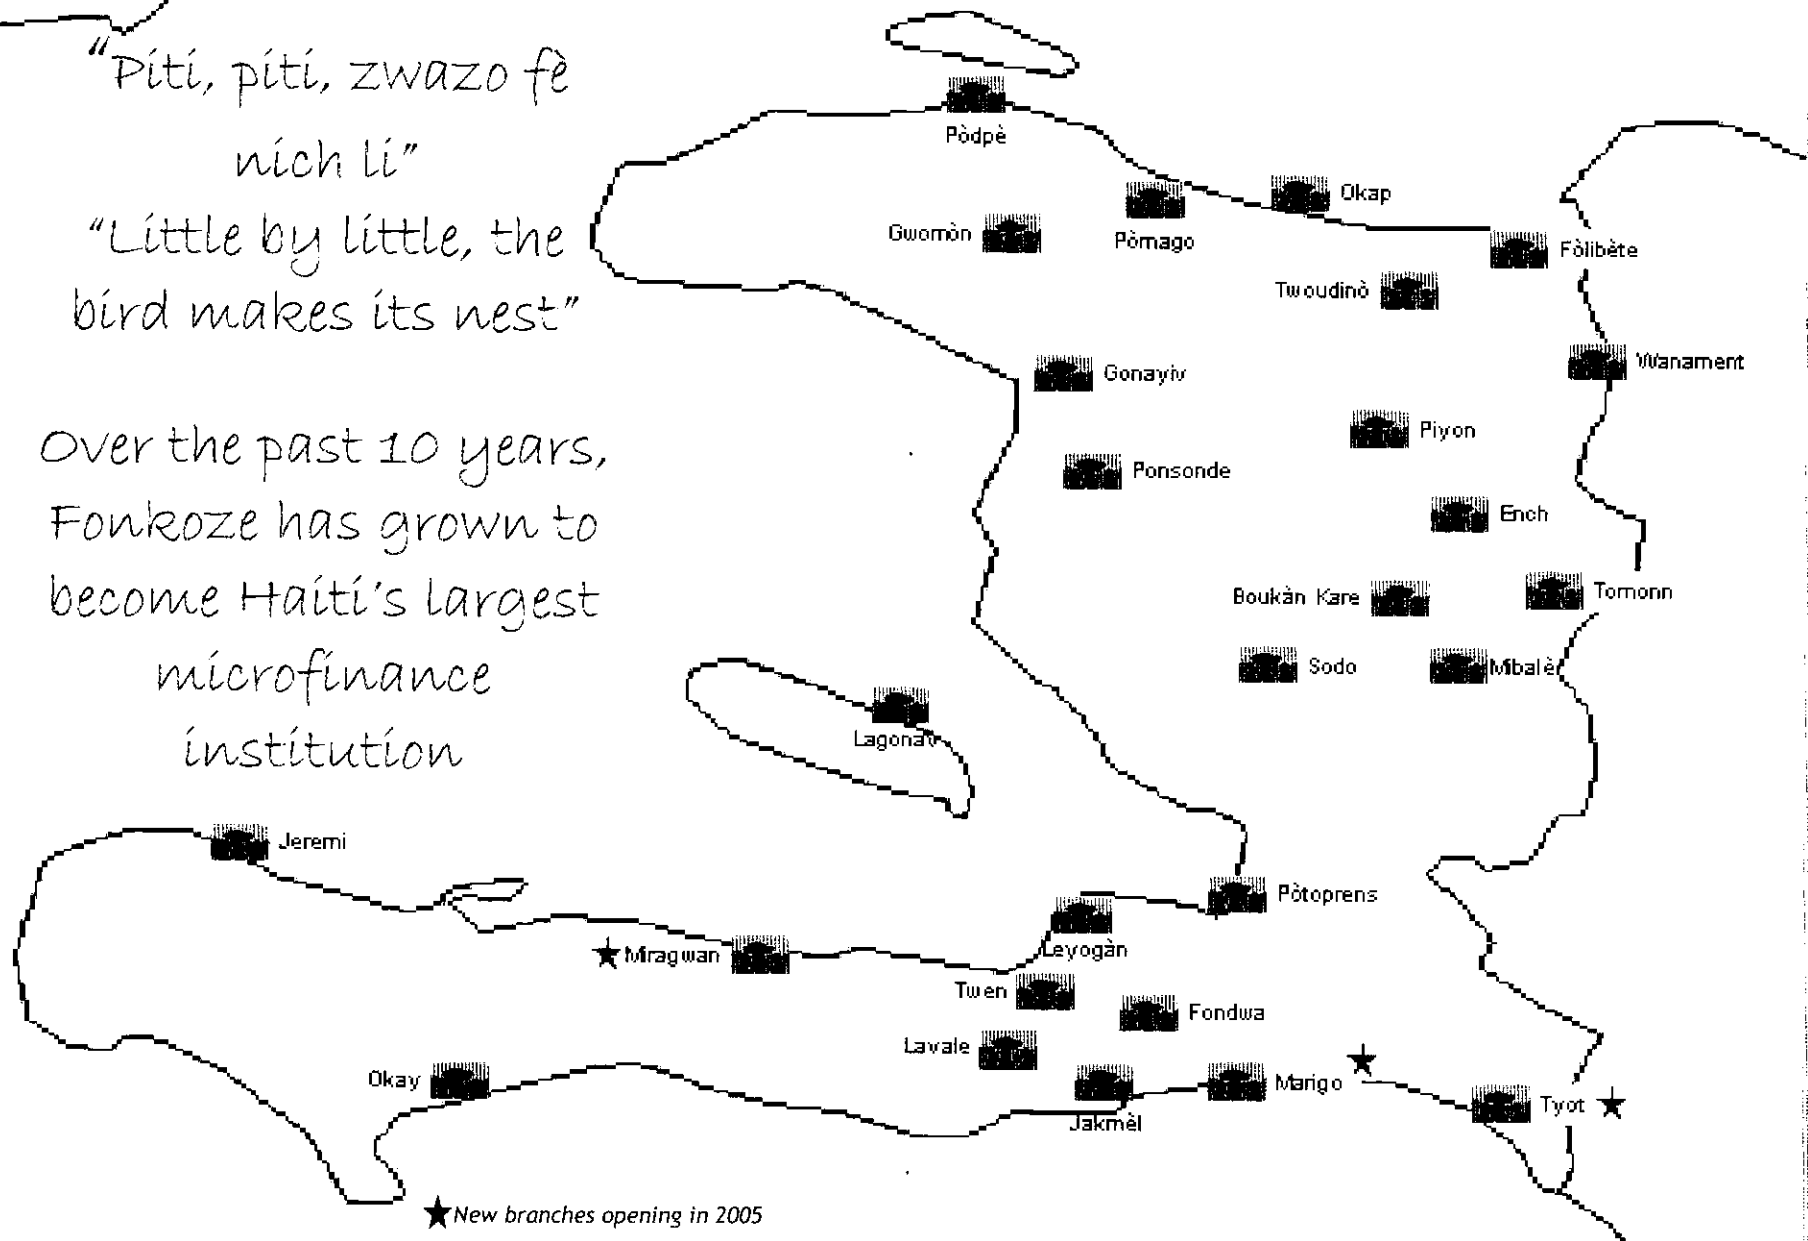 “Piti, piti, zwazo fè
nich li”
“Little by little, the
bird makes its nest”
Over the past 10 years,
Fonkoze has grown to
become Haiti’s largest
microfinance
institution
Pòdpè
Okap
Gwomòn
Pòmago
Fòlibète
Twoudinò
Wanament
Gonayiv
Piyon
Ponsonde
Ench
Boukàn Kare
Tomonn
Sodo
Mibalè
Lagonav
Jeremi
Pòtoprens
Miragwan
Leyogàn
Twen
Fondwa
Lavale
Okay
Marigo
Jakmèl
Tyot
New branches opening in 2005